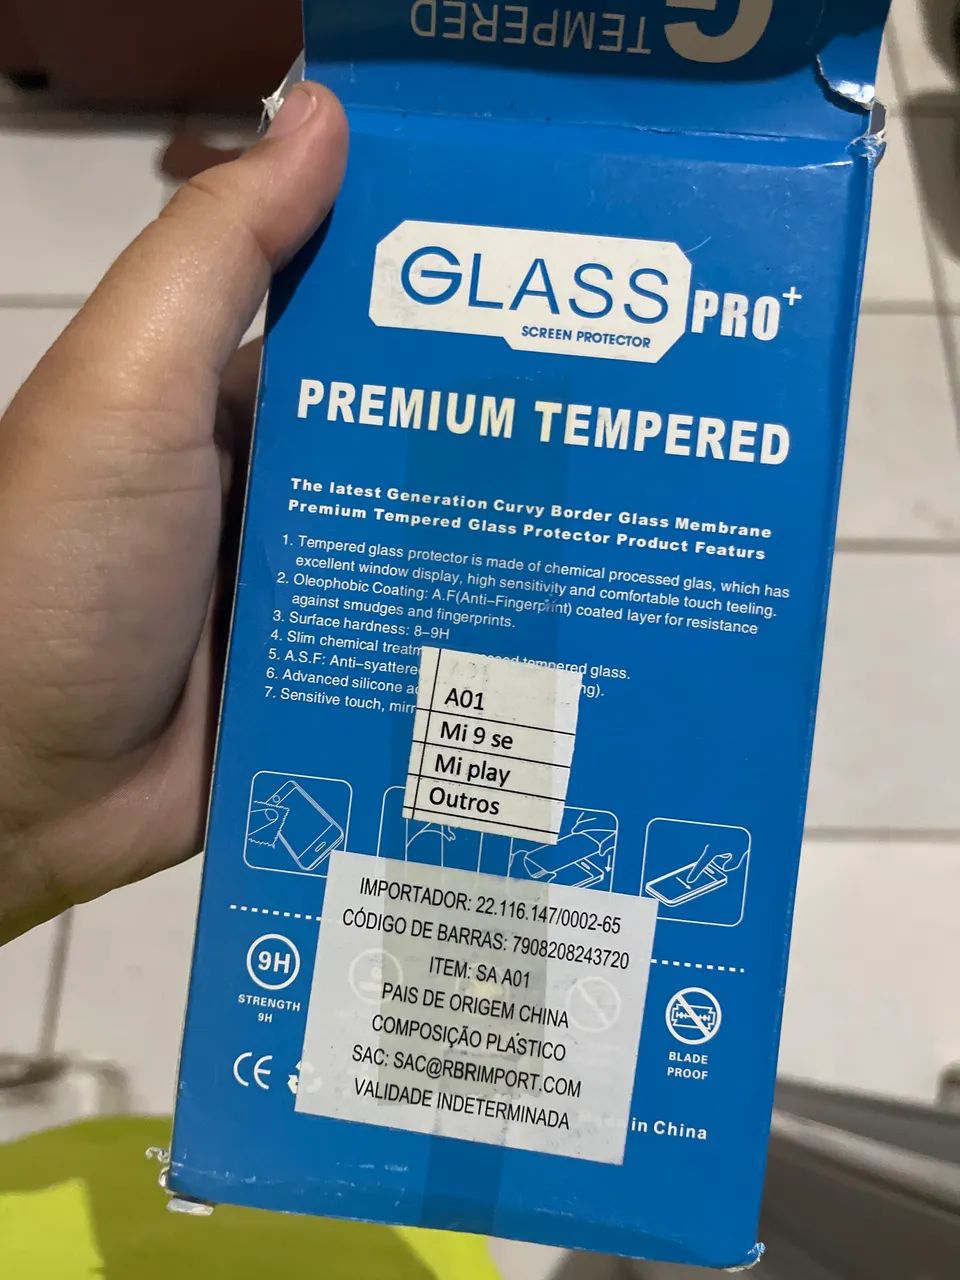 G
TEMPERED
GLASS
PRO+
SCREEN PROTECTOR
PREMIUM TEMPERED
The latest Generation Curvy Border Glass Membrane
Premium Tempered Glass Protector Product Featurs
1. Tempered glass protector is made of chemical processed glas, which has
excellent window display, high sensitivity and comfortable touch teeling.
2. Oleophobic Coating: A.F(Anti-Fingerprint) coated layer for resistance
against smudges and fingerprints.
3. Surface hardness: 8-9H
4. Slim chemical tempered glass.
5. A.S.F:
6. Advanced silicone
7. Sensitive touch,
A01
Mi 9 se
Mi play
Outros
IMPORTADOR: 22.116.147/0002-65
CÓDIGO DE BARRAS: 7908208243720
ITEM: SA A01
PAIS DE ORIGEM CHINA
COMPOSIÇÃO PLÁSTICO
SAC: SAC@RBRIMPORT.COM
VALIDADE INDETERMINADA
9H
STRENGTH
9H
BLADE
PROOF
CE
in China